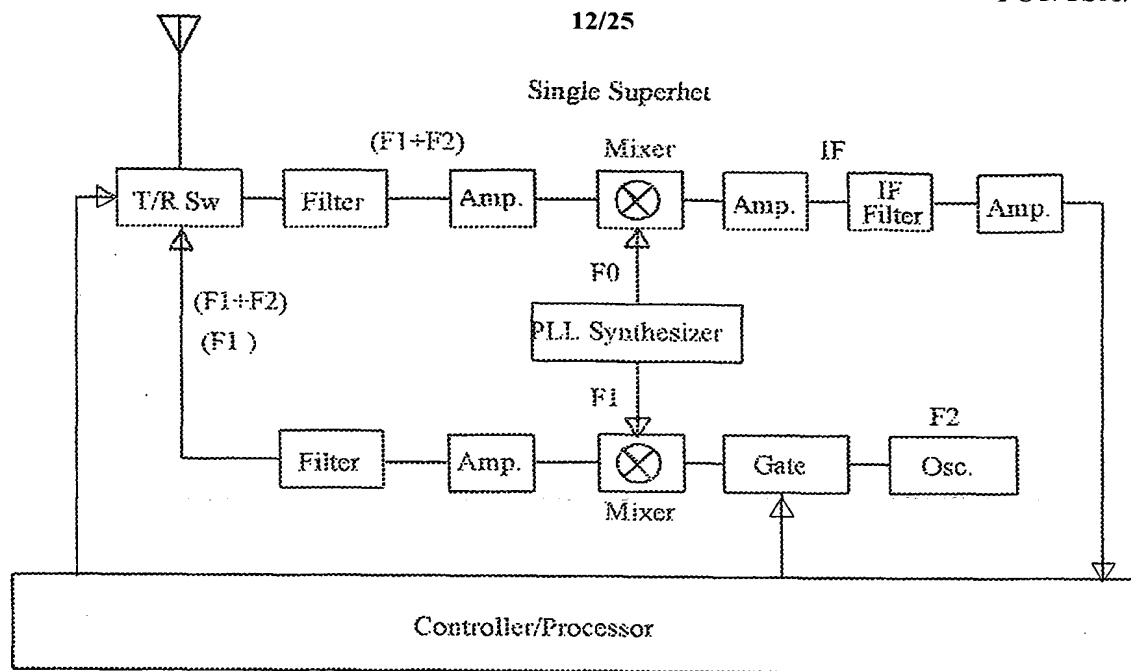 12/25
Single Superhet
(F1+F2)
Mixer
IF
T/R Sw
Filter
Amp.
Amp.
IF
Filter
Amp.
F0
(F1+F2)
(F1 )
PLL Synthesizer
F1
F2
Filter
Amp.
Gate
Osc.
Mixer
Controller/Processor